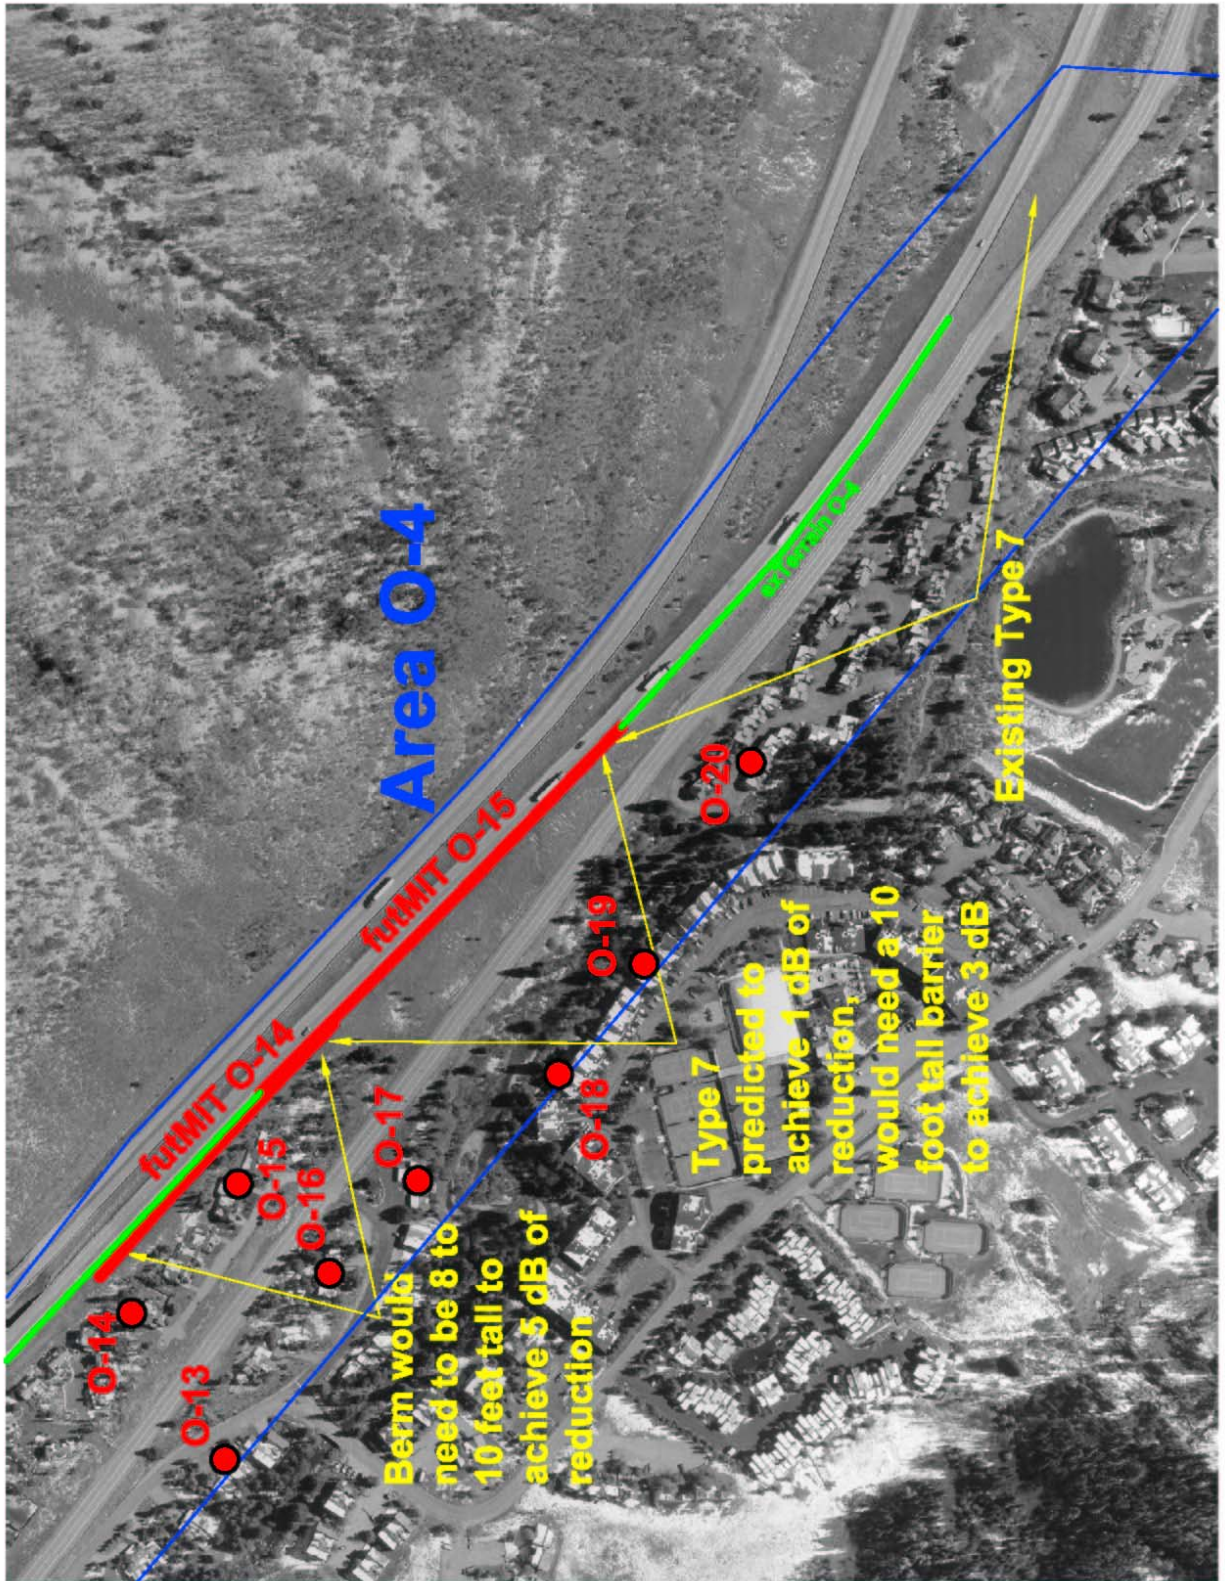 Area O-4
futMIT O-14
futMIT O-15
O-13
O-14
O-15
O-16
O-17
O-18
O-19
O-20
Berm would
need to be 8 to
10 feet tall to
achieve 5 dB of
reduction
Type 7
predicted to
achieve 1 dB of
reduction,
would need a 10
foot tall barrier
to achieve 3 dB
Existing Type 7